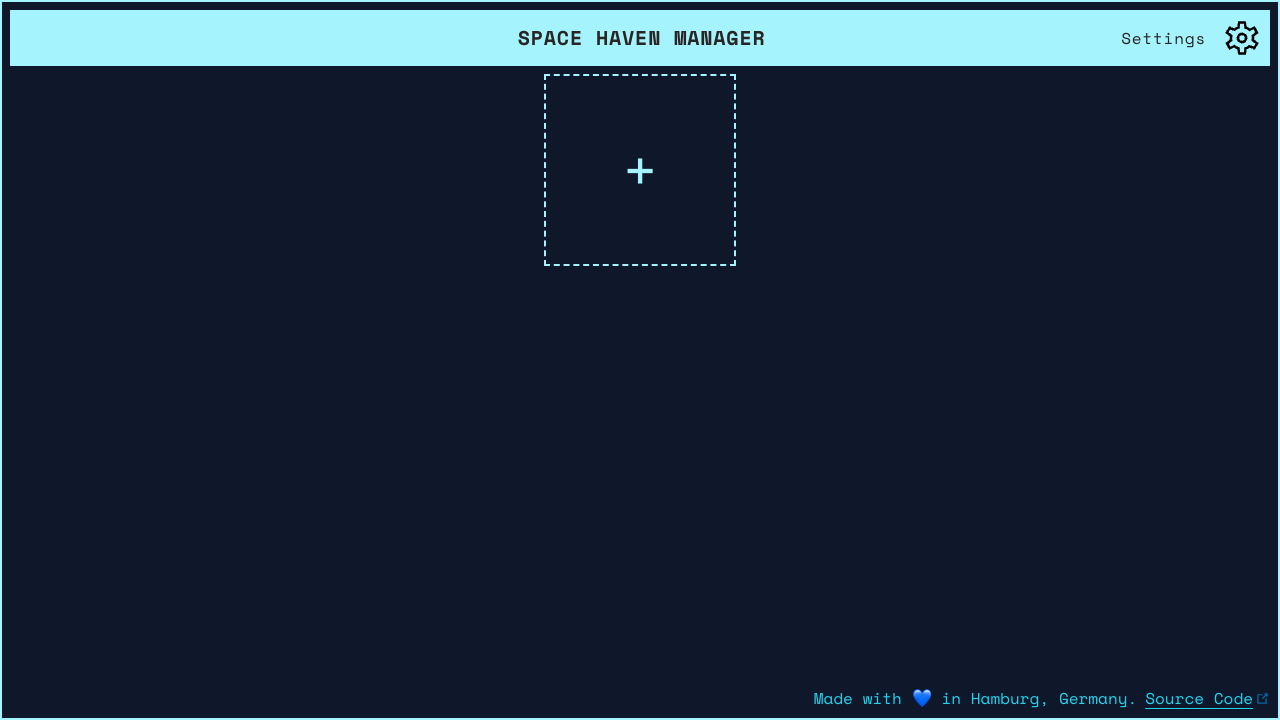 SPACE HAVEN MANAGER
Settings
+
Made with 💙 in Hamburg, Germany. Source Code